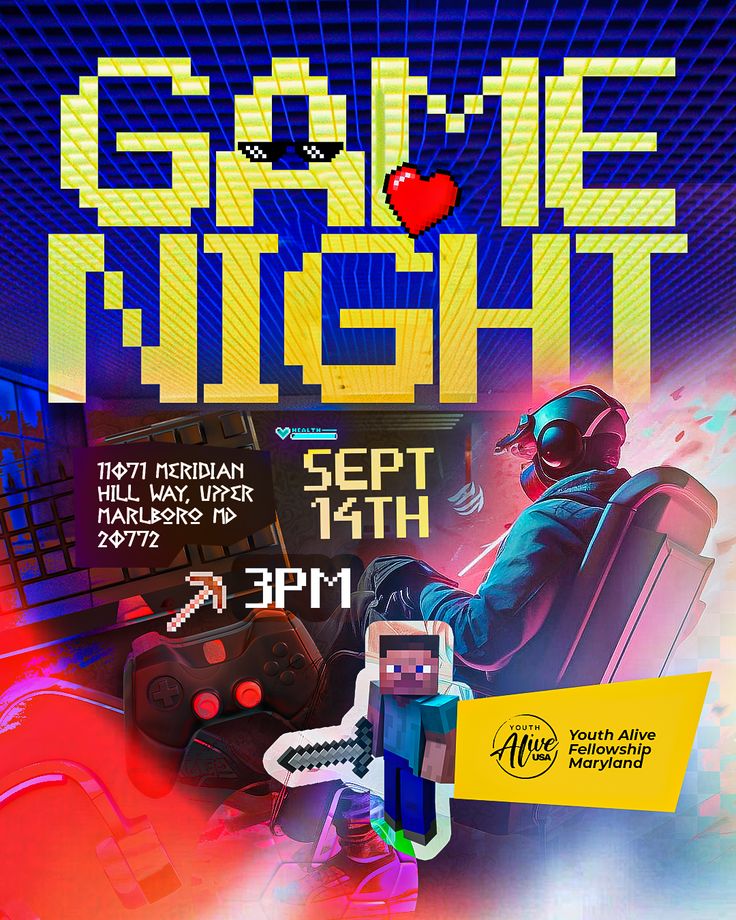 GAME
NIGHT
HEALTH
SEPT
14TH
11071 MERIDIAN
HILL WAY, UPPER
MARLBORO MD
20772
3PM
YOUTH
Alive
USA
Youth Alive
Fellowship
Maryland